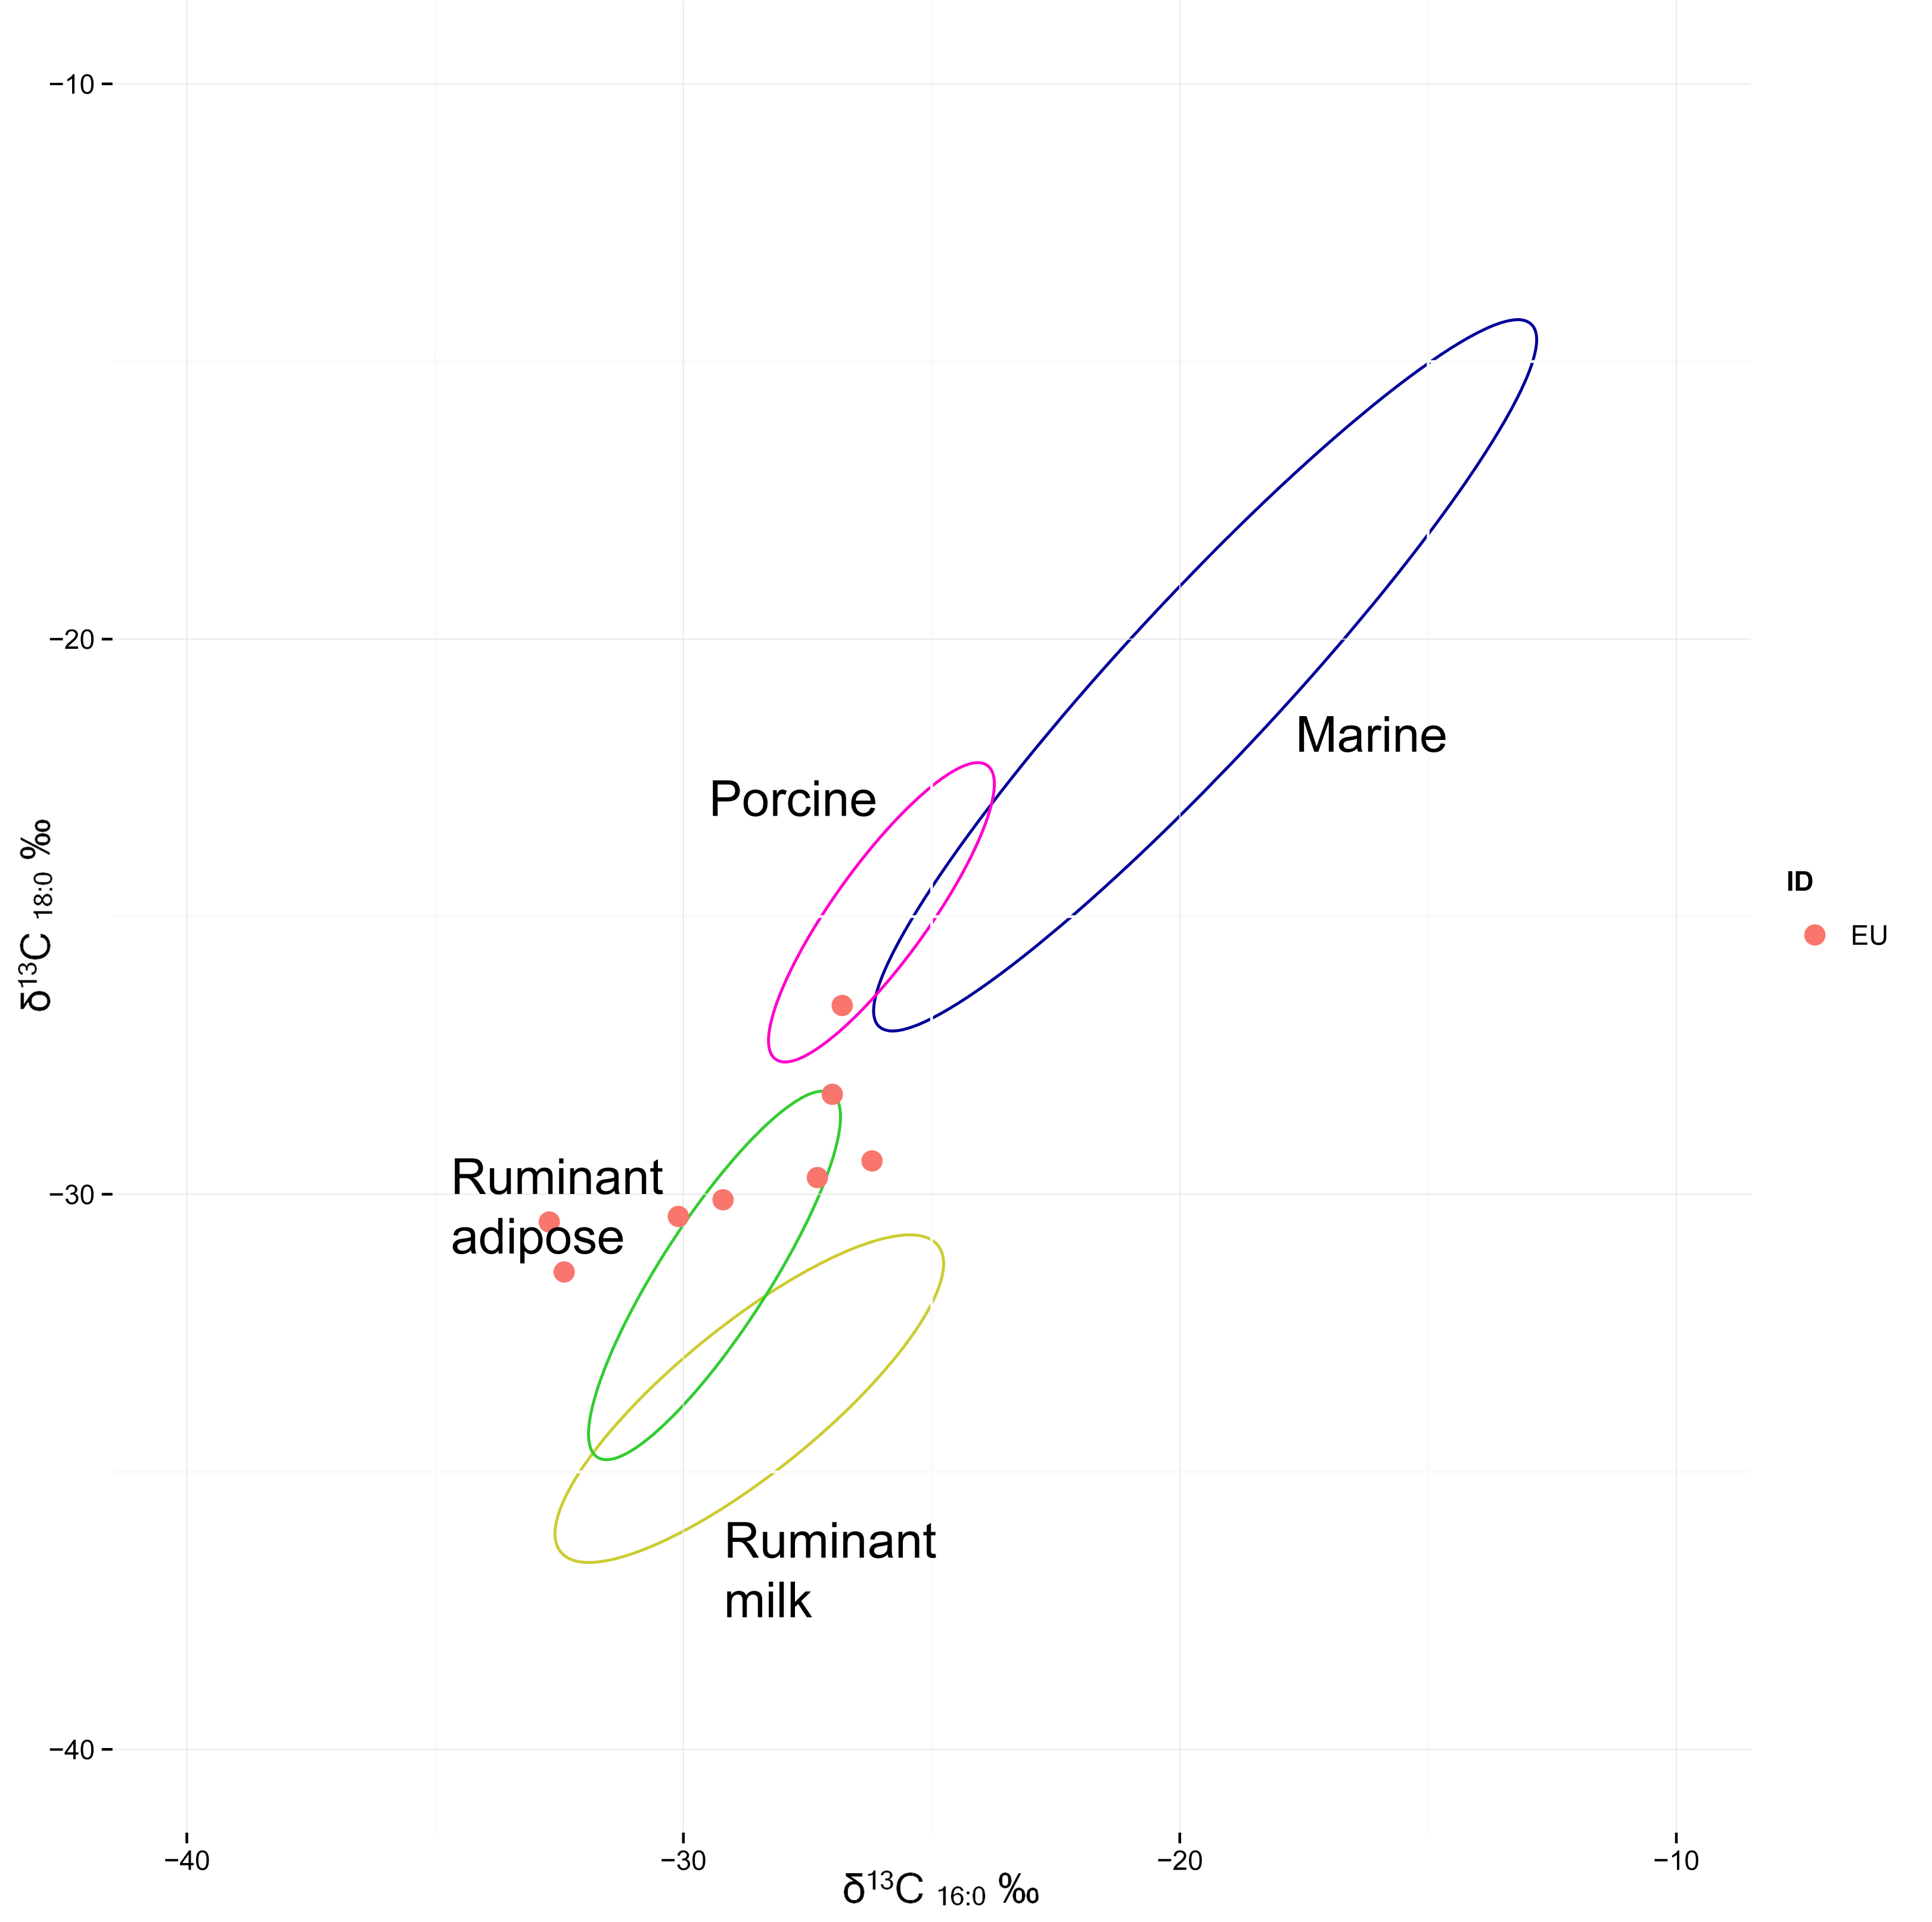 −10
−20
−30
−40
δ13C 18:0 ‰
Marine
Porcine
Ruminant
adipose
Ruminant
milk
ID
EU
−40
−30
−20
−10
δ13C 16:0 ‰